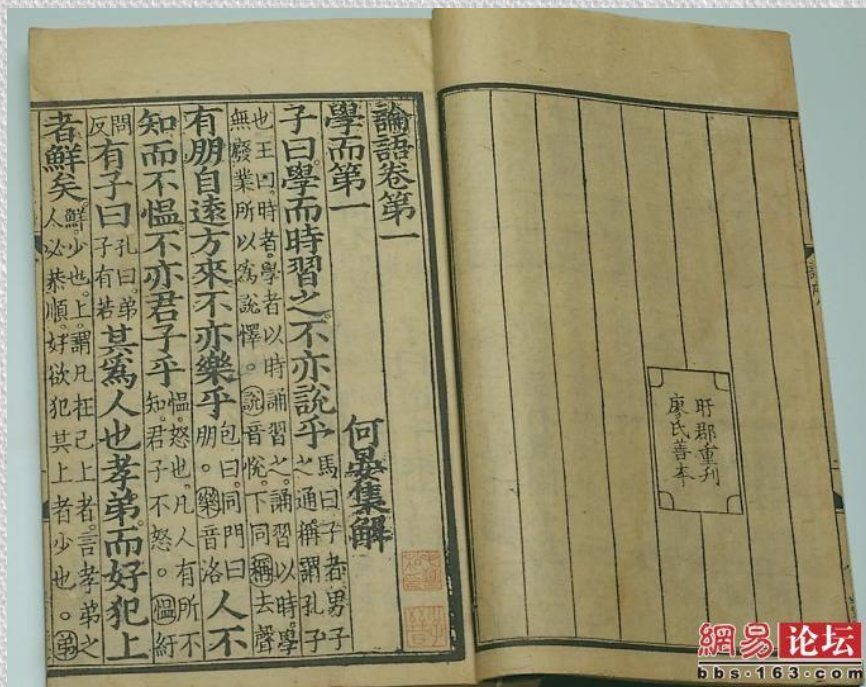 旴郡重刊
廖氏善本
論語卷第一
學而第一 何晏集解
子曰。學而時習之。不亦說乎 馬曰子者男子
之通稱謂孔子
也王曰。時者。學者以時誦習之。誦習以時。學
無廢業所以爲說懌。說音悅。下同稱去聲
有朋自遠方來不亦樂乎 包曰。同門曰
朋。樂音洛 人不
知而不慍。不亦君子乎 慍。怒也。凡人有所不
知。君子不怒。慍紆
問
反 有子曰 孔曰。弟
子有若 其爲人也孝弟。而好犯上
者鮮矣。鮮。少也。上。謂凡在己上者。言孝弟之
人必恭順。好欲犯其上者少也。弟
網易 论坛
bbs.163.com